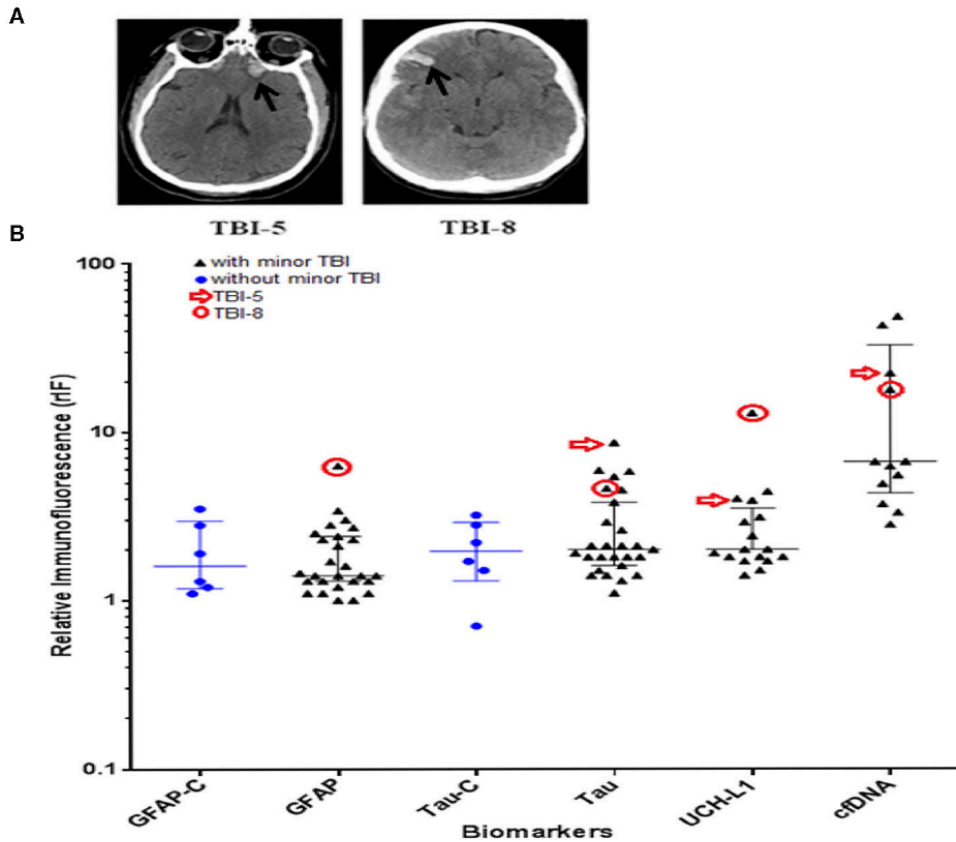 A
TBI-5 TBI-8
B
100
10
1
0.1
Relative Immunofluorescence (rIF)
with minor TBI
without minor TBI
TBI-5
TBI-8
GFAP-C GFAP Tau-C Tau UCH-L1 cfDNA
Biomarkers